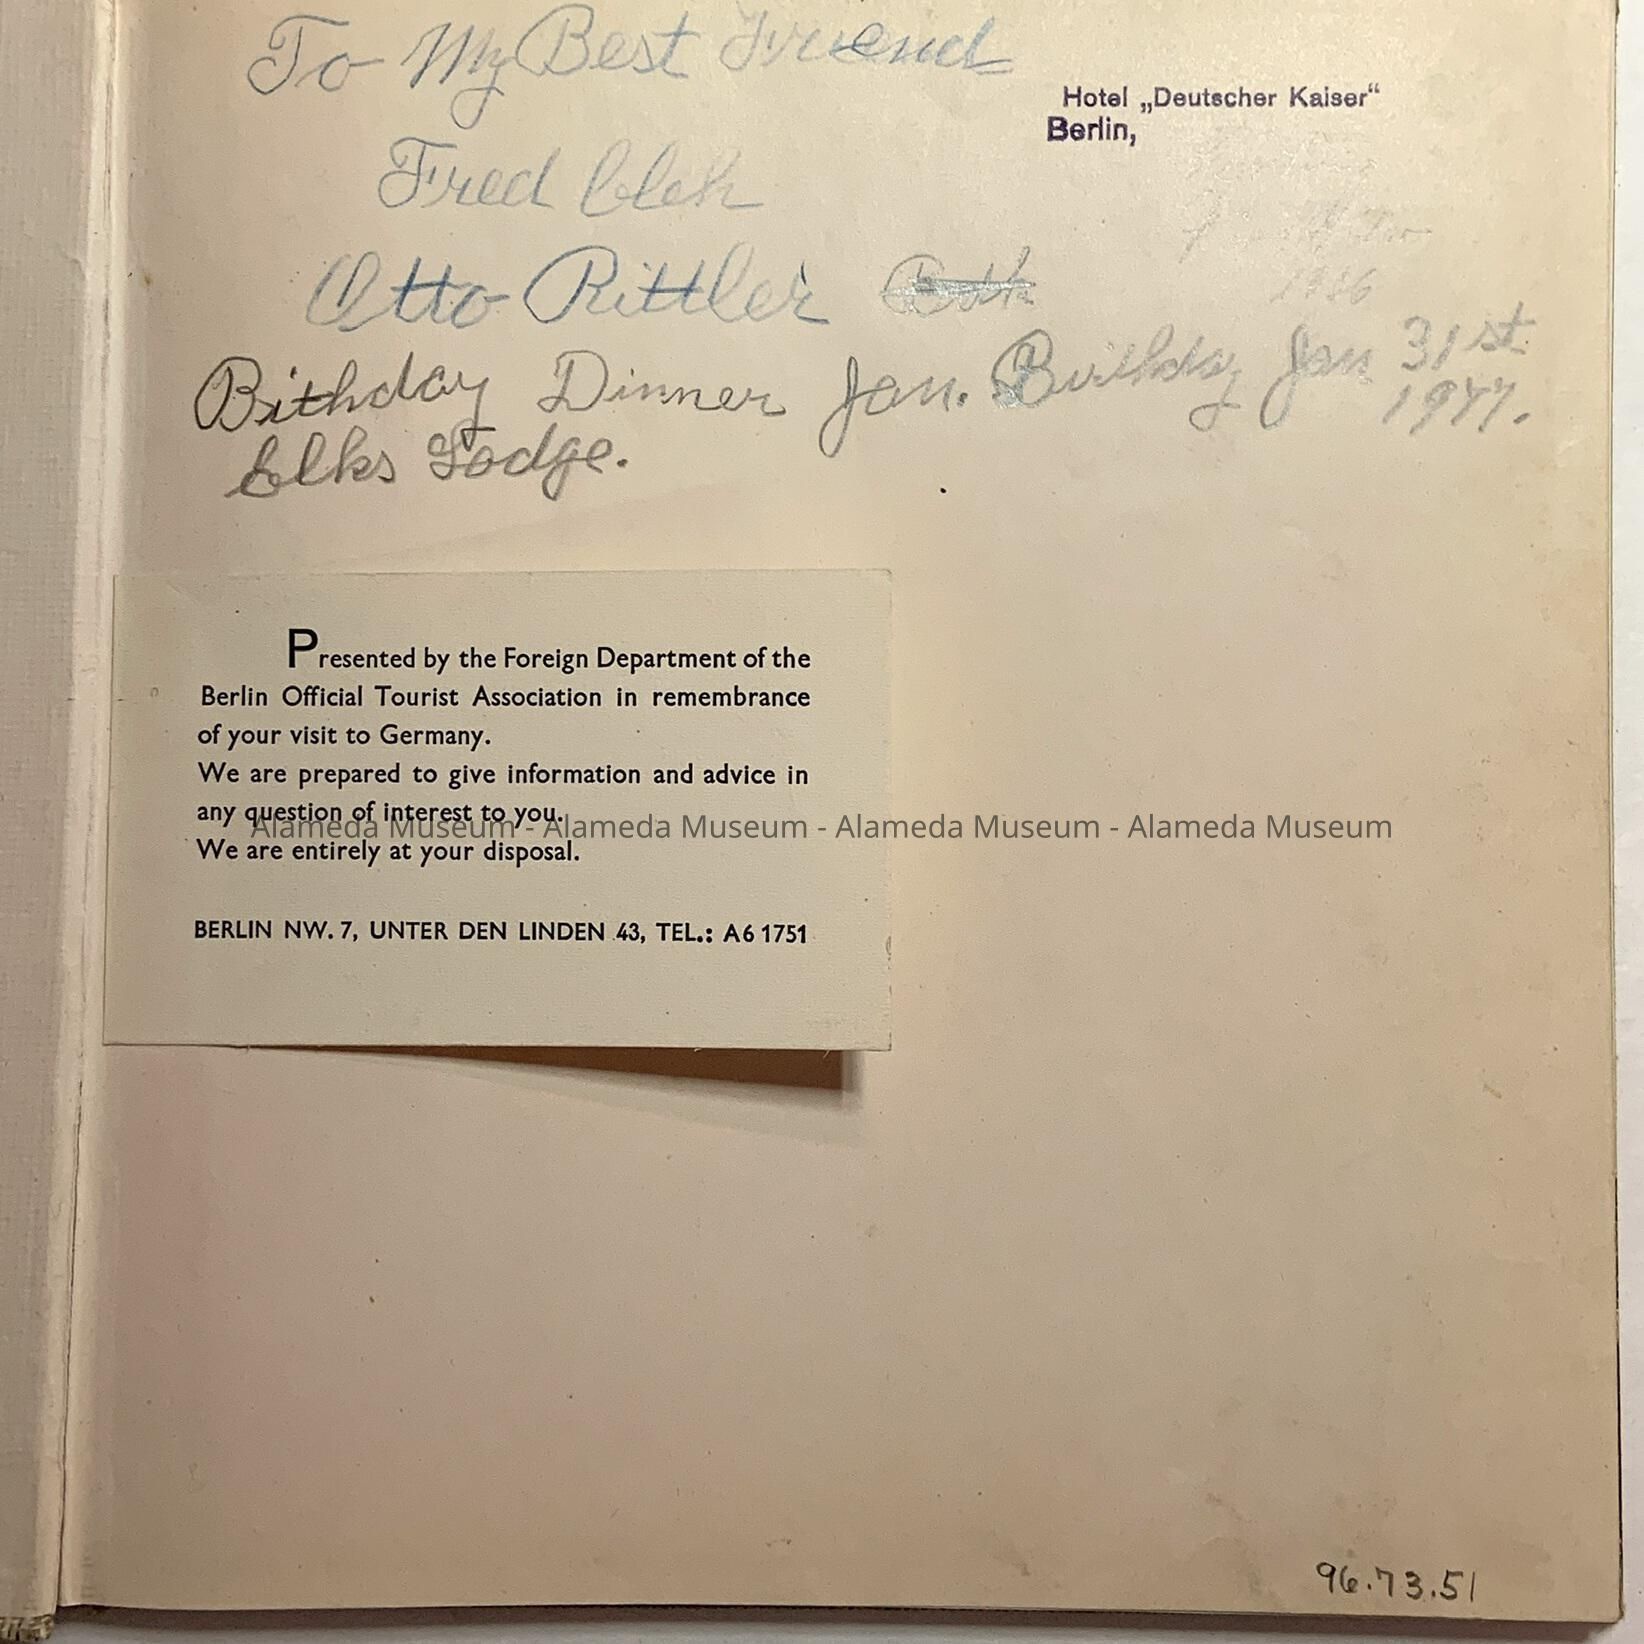 To My Best Friend
Hotel „Deutscher Kaiser“
Berlin,
Fred
Otto Rittler
1936
Bithday Dinner Jan. Birthday Jan 31st
1947.
Elks Lodge.
Presented by the Foreign Department of the
Berlin Official Tourist Association in remembrance
of your visit to Germany.
We are prepared to give information and advice in
any question of interest to you.
We are entirely at your disposal.
BERLIN NW. 7, UNTER DEN LINDEN 43, TEL.: A6 1751
Alameda Museum - Alameda Museum - Alameda Museum - Alameda Museum
96.73.51